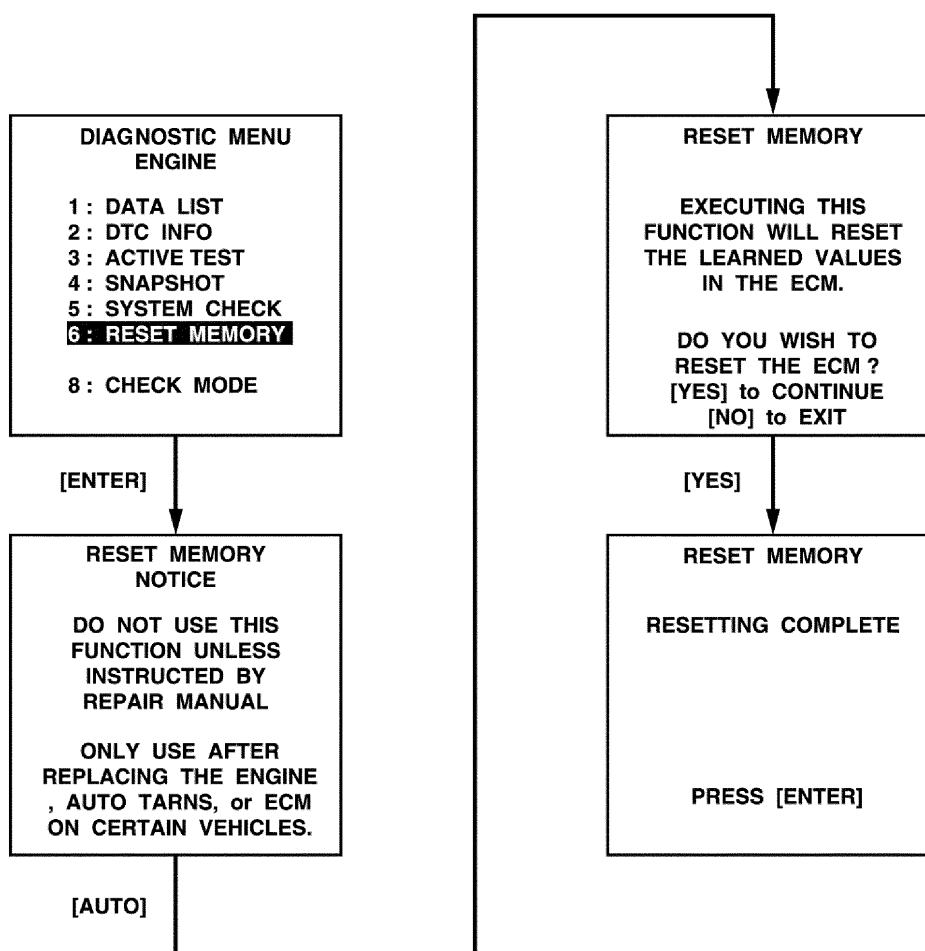 DIAGNOSTIC MENU
ENGINE
1 : DATA LIST
2 : DTC INFO
3 : ACTIVE TEST
4 : SNAPSHOT
5 : SYSTEM CHECK
6 : RESET MEMORY
8 : CHECK MODE
[ENTER]
RESET MEMORY
NOTICE
DO NOT USE THIS
FUNCTION UNLESS
INSTRUCTED BY
REPAIR MANUAL
ONLY USE AFTER
REPLACING THE ENGINE
, AUTO TARNS, or ECM
ON CERTAIN VEHICLES.
[AUTO]
RESET MEMORY
EXECUTING THIS
FUNCTION WILL RESET
THE LEARNED VALUES
IN THE ECM.
DO YOU WISH TO
RESET THE ECM ?
[YES] to CONTINUE
[NO] to EXIT
[YES]
RESET MEMORY
RESETTING COMPLETE
PRESS [ENTER]